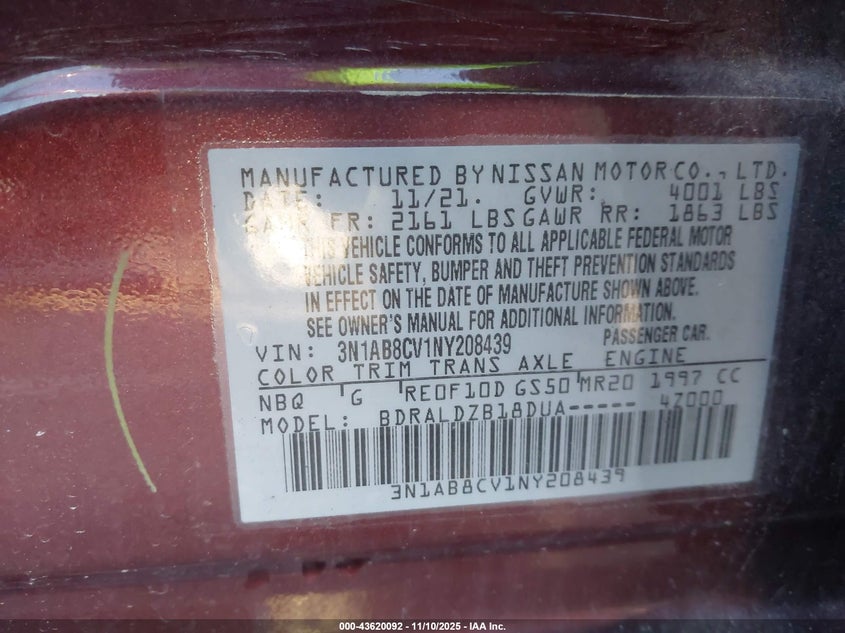 MANUFACTURED BY NISSAN MOTOR CO., LTD.
DATE: 11/21. GVWR: 4001 LBS
GAWR FR: 2161 LBS GAWR RR: 1863 LBS
THIS VEHICLE CONFORMS TO ALL APPLICABLE FEDERAL MOTOR
VEHICLE SAFETY, BUMPER AND THEFT PREVENTION STANDARDS
IN EFFECT ON THE DATE OF MANUFACTURE SHOWN ABOVE.
SEE OWNER'S MANUAL FOR ADDITIONAL INFORMATION.
VIN: 3N1AB8CV1NY208439 PASSENGER CAR.
COLOR TRIM TRANS AXLE ENGINE
NBQ G RE0F10D GS50 MR20 1997 CC
MODEL: BDRALDZB18DUA----- 4Z000
3N1AB8CV1NY208439
000-43620092 - 11/10/2025 - IAA Inc.